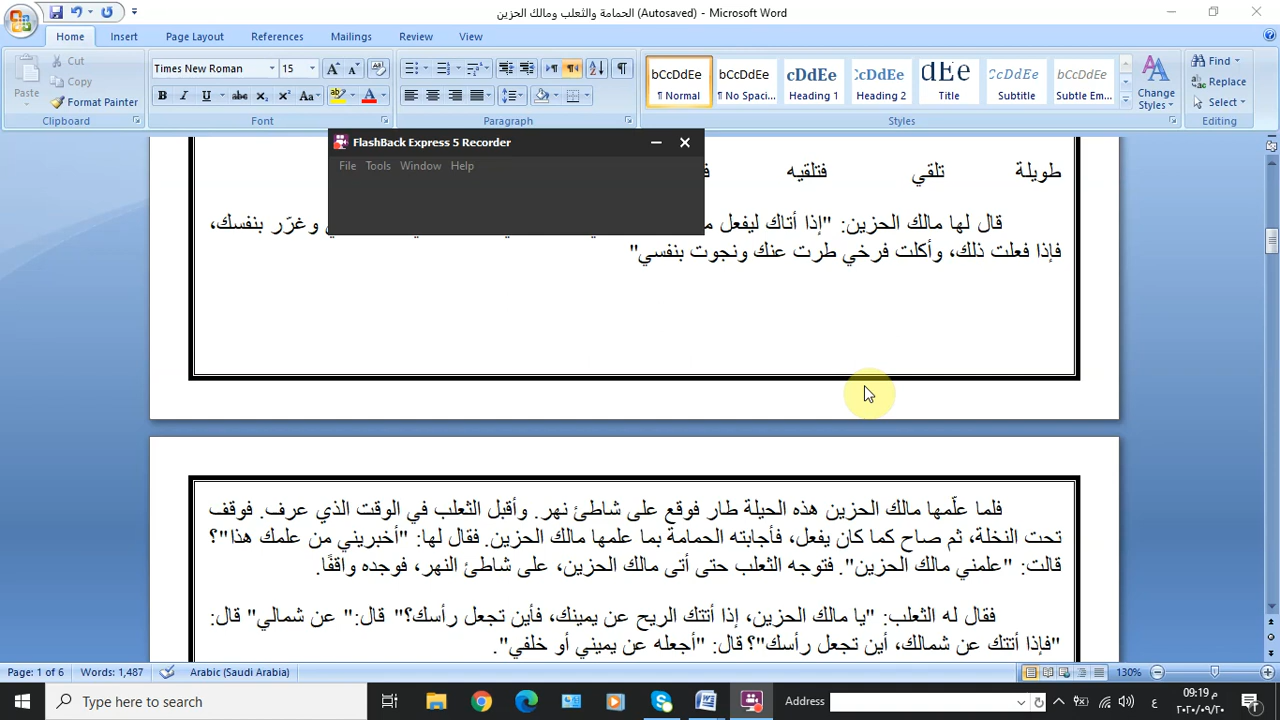 الحمامة والثعلب ومالك الحزين (Autosaved) - Microsoft Word
Home Insert Page Layout References Mailings Review View
Cut
Copy
Format Painter
Paste
Clipboard
Times New Roman 15
Font
Paragraph
bCcDdEe bCcDdEe cDdEe cCcDdEe dEe cCcDdEe bCcDdEe
¶ Normal ¶ No Spaci... Heading 1 Heading 2 Title Subtitle Subtle Em...
Change Styles
Styles
Find
Replace
Select
Editing
FlashBack Express 5 Recorder
File Tools Window Help
طويلة تلقي فتلقيه
قال لها مالك الحزين: "إذا أتاك ليفعل وغرّر بنفسك،
فإذا فعلت ذلك، وأكلت فرخي طرت عنك ونجوت بنفسي"
فلما علّمها مالك الحزين هذه الحيلة طار فوقع على شاطئ نهر. وأقبل الثعلب في الوقت الذي عرف. فوقف
تحت النخلة، ثم صاح كما كان يفعل، فأجابته الحمامة بما علمها مالك الحزين. فقال لها: "أخبريني من علمك هذا"؟
قالت: "علمني مالك الحزين". فتوجه الثعلب حتى أتى مالك الحزين، على شاطئ النهر، فوجده واقفًا.
فقال له الثعلب: "يا مالك الحزين، إذا أتتك الريح عن يمينك، فأين تجعل رأسك؟" قال:" عن شمالي" قال:
"فإذا أتتك عن شمالك، أين تجعل رأسك"؟ قال: "أجعله عن يميني أو خلفي".
Page: 1 of 6 Words: 1,487 Arabic (Saudi Arabia) 130%
Type here to search
Address
ع
م 09:19
٢٠٢٠/٠٩/٢٠